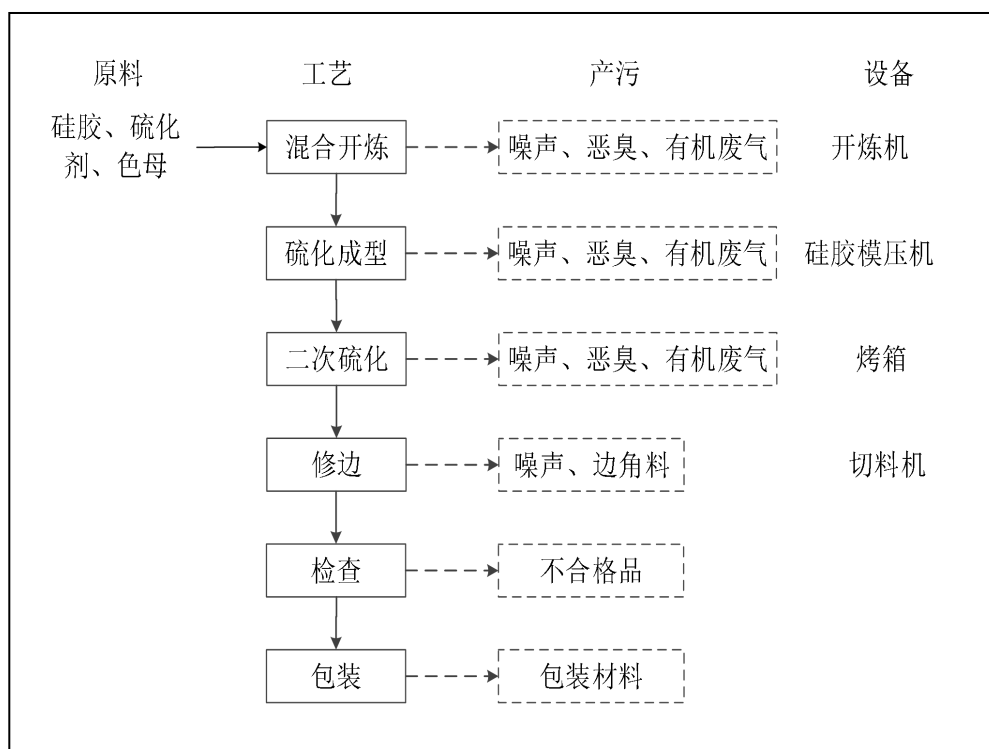 原料 工艺 产污 设备
硅胶、硫化
剂、色母
混合开炼 噪声、恶臭、有机废气 开炼机
硫化成型 噪声、恶臭、有机废气 硅胶模压机
二次硫化 噪声、恶臭、有机废气 烤箱
修边 噪声、边角料 切料机
检查 不合格品
包装 包装材料